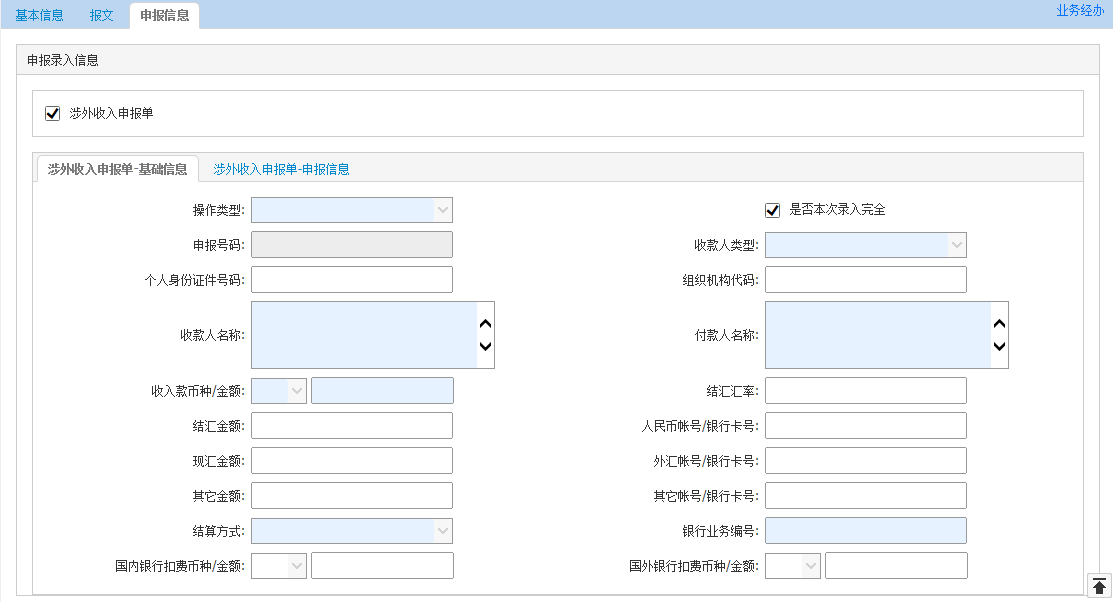 基本信息 报文 申报信息 业务经办
申报录入信息
涉外收入申报单
涉外收入申报单-基础信息 涉外收入申报单-申报信息
操作类型: 是否本次录入完全
申报号码: 收款人类型:
个人身份证件号码: 组织机构代码:
收款人名称: 付款人名称:
收入款币种/金额: 结汇汇率:
结汇金额: 人民币帐号/银行卡号:
现汇金额: 外汇帐号/银行卡号:
其它金额: 其它帐号/银行卡号:
结算方式: 银行业务编号:
国内银行扣费币种/金额: 国外银行扣费币种/金额: